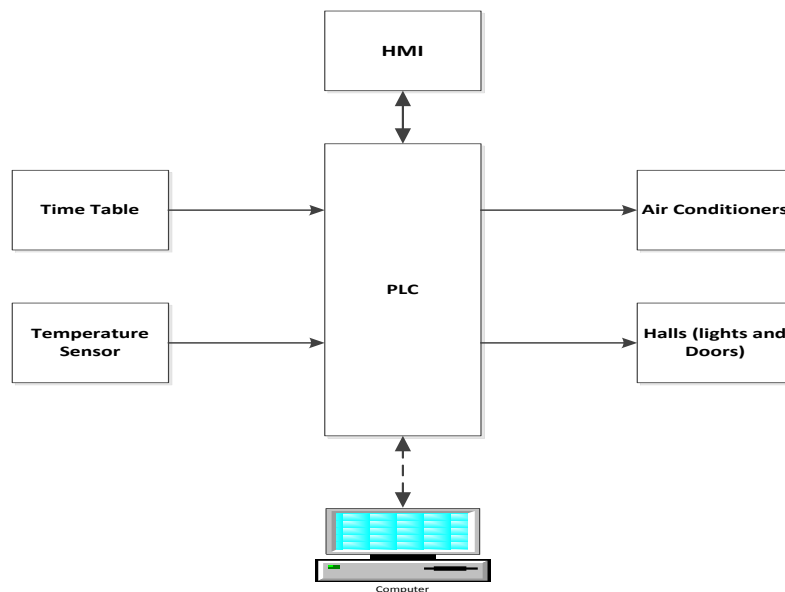 HMI
Time Table
Air Conditioners
PLC
Temperature
Sensor
Halls (lights and
Doors)
Computer